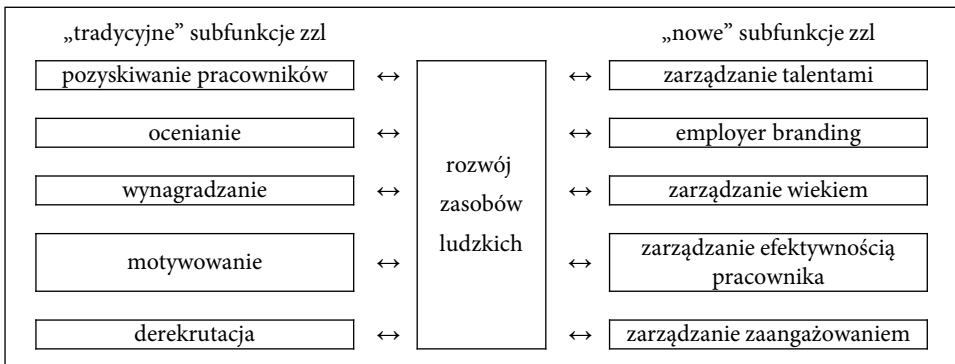 „tradycyjne” subfunkcje zzl
„nowe” subfunkcje zzl
pozyskiwanie pracowników ↔ ↔ zarządzanie talentami
ocenianie ↔ ↔ employer branding
rozwój
wynagradzanie ↔ zasobów ↔ zarządzanie wiekiem
ludzkich
motywowanie ↔ ↔ zarządzanie efektywnością
pracownika
derekrutacja ↔ ↔ zarządzanie zaangażowaniem